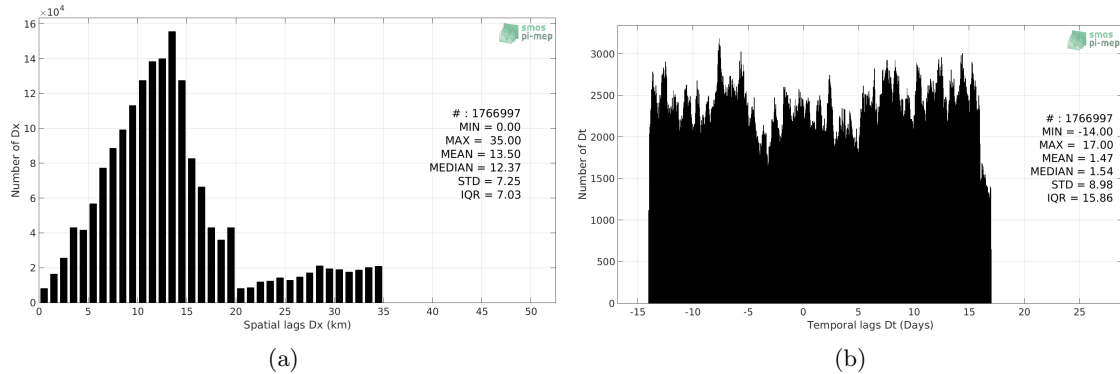 ×10⁴
16
14
12
10
8
6
4
2
0
Number of Dx
0 5 10 15 20 25 30 35 40 45 50
Spatial lags Dx (km)
smos
pi-mep
# : 1766997
MIN = 0.00
MAX = 35.00
MEAN = 13.50
MEDIAN = 12.37
STD = 7.25
IQR = 7.03
(a)
3000
2500
2000
1500
1000
500
0
Number of Dt
-15 -10 -5 0 5 10 15 20 25
Temporal lags Dt (Days)
smos
pi-mep
# : 1766997
MIN = -14.00
MAX = 17.00
MEAN = 1.47
MEDIAN = 1.54
STD = 8.98
IQR = 15.86
(b)